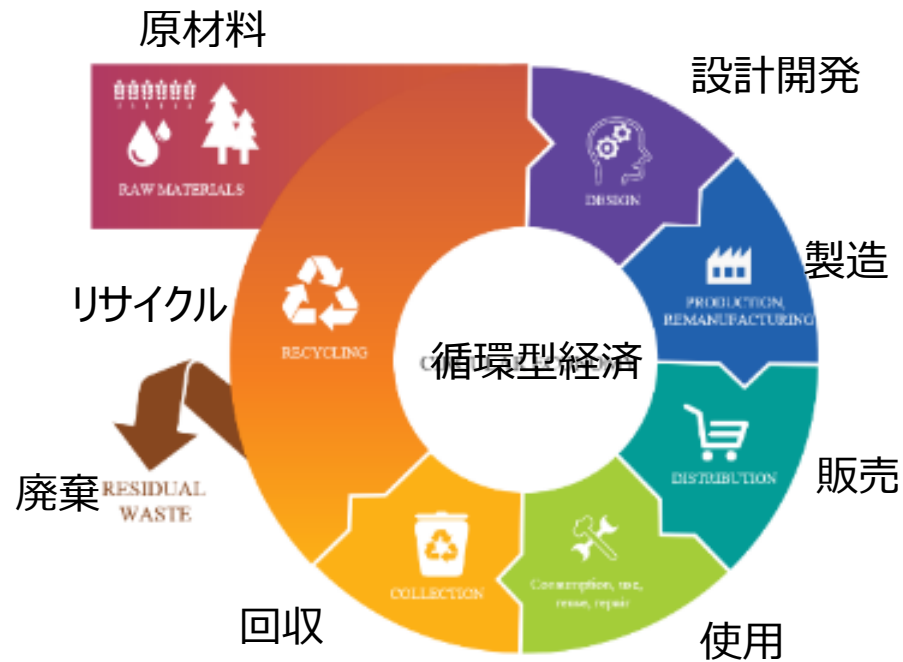 原材料
設計開発
RAW MATERIALS
DESIGN
製造
PRODUCTION,
REMANUFACTURING
リサイクル
RECYCLING
循環型経済
販売
DISTRIBUTION
廃棄
RESIDUAL
WASTE
COLLECTION
Consumption, use,
reuse, repair
回収
使用